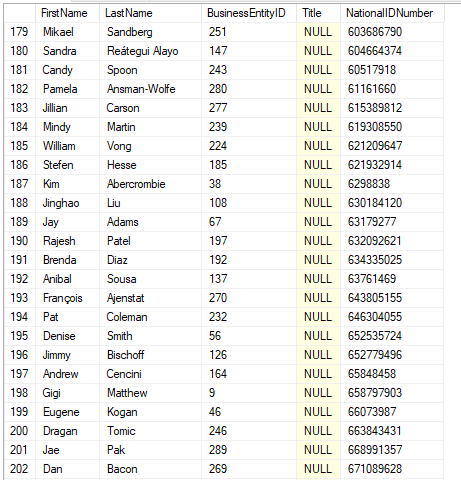 FirstName LastName BusinessEntityID Title NationalIDNumber
179 Mikael Sandberg 251 NULL 603686790
180 Sandra Reátegui Alayo 147 NULL 604664374
181 Candy Spoon 243 NULL 60517918
182 Pamela Ansman-Wolfe 280 NULL 61161660
183 Jillian Carson 277 NULL 615389812
184 Mindy Martin 239 NULL 619308550
185 William Vong 224 NULL 621209647
186 Stefen Hesse 185 NULL 621932914
187 Kim Abercrombie 38 NULL 6298838
188 Jinghao Liu 108 NULL 630184120
189 Jay Adams 67 NULL 63179277
190 Rajesh Patel 197 NULL 632092621
191 Brenda Diaz 192 NULL 634335025
192 Anibal Sousa 137 NULL 63761469
193 François Ajenstat 270 NULL 643805155
194 Pat Coleman 232 NULL 646304055
195 Denise Smith 56 NULL 652535724
196 Jimmy Bischoff 126 NULL 652779496
197 Andrew Cencini 164 NULL 65848458
198 Gigi Matthew 9 NULL 658797903
199 Eugene Kogan 46 NULL 66073987
200 Dragan Tomic 246 NULL 663843431
201 Jae Pak 289 NULL 668991357
202 Dan Bacon 269 NULL 671089628